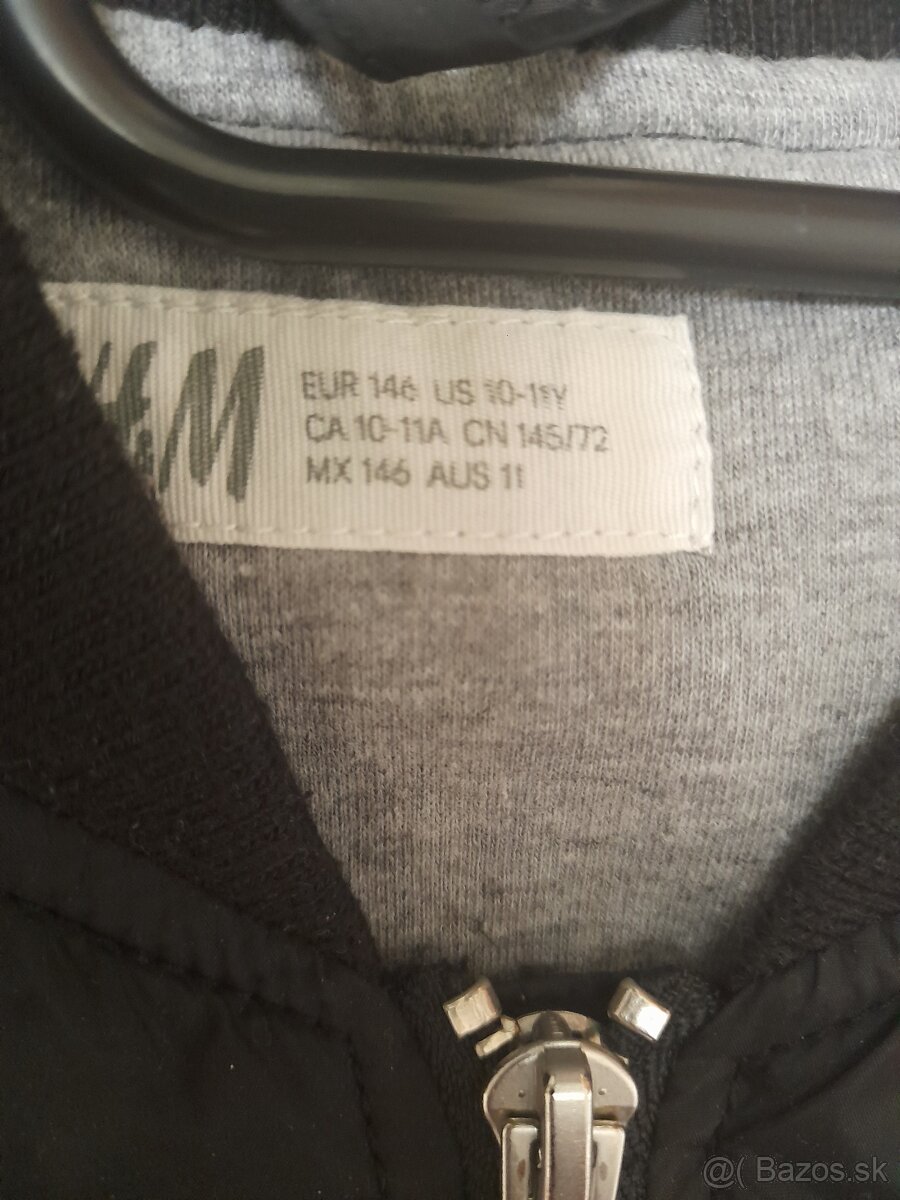 H&M
EUR 146 US 10-11Y
CA 10-11A CN 145/72
MX 146 AUS 11
@( Bazos.sk